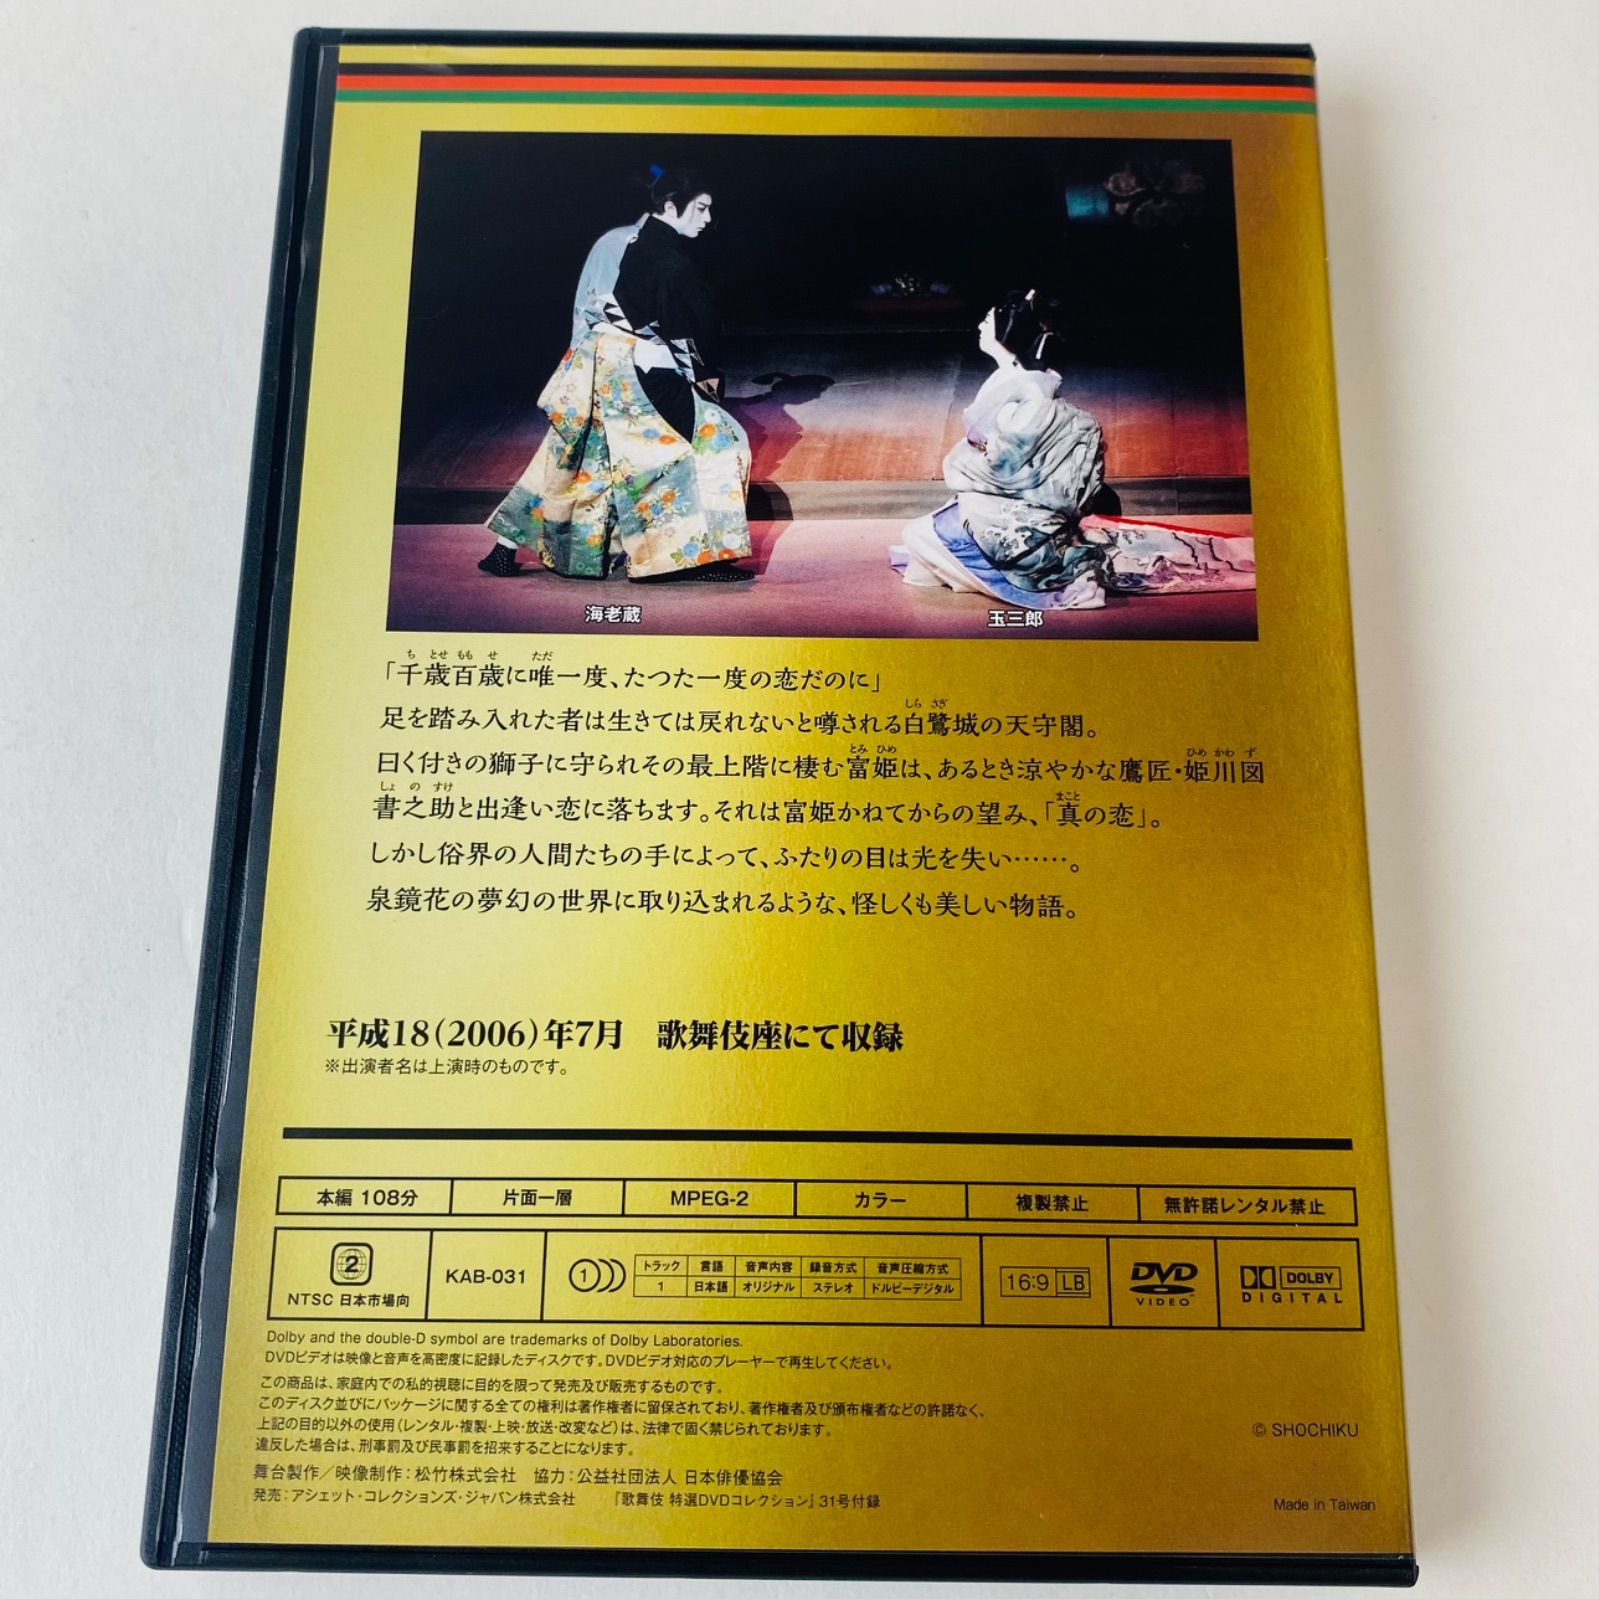 海老蔵
玉三郎
「千歳百歳に唯一度、たつた一度の恋だのに」
足を踏み入れた者は生きては戻れないと噂される白鷺城の天守閣。
曰く付きの獅子に守られその最上階に棲む富姫は、あるとき涼やかな鷹匠・姫川図
書之助と出逢い恋に落ちます。それは富姫かねてからの望み、「真の恋」。
しかし俗界の人間たちの手によって、ふたりの目は光を失い……。
泉鏡花の夢幻の世界に取り込まれるような、怪しくも美しい物語。
平成18(2006)年7月 歌舞伎座にて収録
※出演者名は上演時のものです。
本編 108分 片面一層 MPEG-2 カラー 複製禁止 無許諾レンタル禁止
2
NTSC 日本市場向
KAB-031
1
トラック 言語 音声内容 録音方式 音声圧縮方式
1 日本語 オリジナル ステレオ ドルビーデジタル
16:9 LB
DVD VIDEO
DOLBY DIGITAL
Dolby and the double-D symbol are trademarks of Dolby Laboratories.
DVDビデオは映像と音声を高密度に記録したディスクです。DVDビデオ対応のプレーヤーで再生してください。
この商品は、家庭内での私的視聴に目的を限って発売及び販売するものです。
このディスク並びにパッケージに関する全ての権利は著作権者に留保されており、著作権者及び頒布権者などの許諾なく、
上記の目的以外の使用(レンタル・複製・上映・放送・改変など)は、法律で固く禁じられております。
違反した場合は、刑事罰及び民事罰を招来することになります。
© SHOCHIKU
舞台製作/映像制作:松竹株式会社 協力:公益社団法人 日本俳優協会
発売:アシェット・コレクションズ・ジャパン株式会社 『歌舞伎 特選DVDコレクション』31号付録
Made in Taiwan